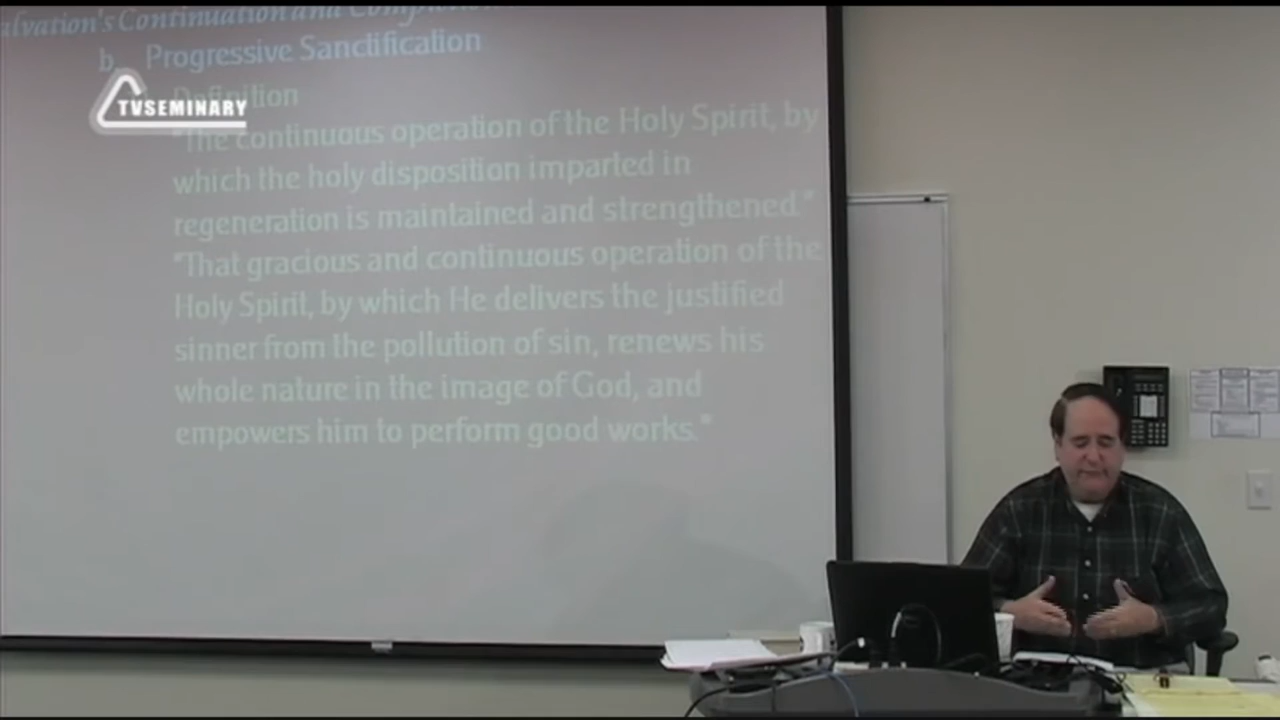 alvation's Continuation and Completion
b. Progressive Sanctification
Definition
TVSEMINARY
"The continuous operation of the Holy Spirit, by
which the holy disposition imparted in
regeneration is maintained and strengthened."
"That gracious and continuous operation of the
Holy Spirit, by which He delivers the justified
sinner from the pollution of sin, renews his
whole nature in the image of God, and
empowers him to perform good works."